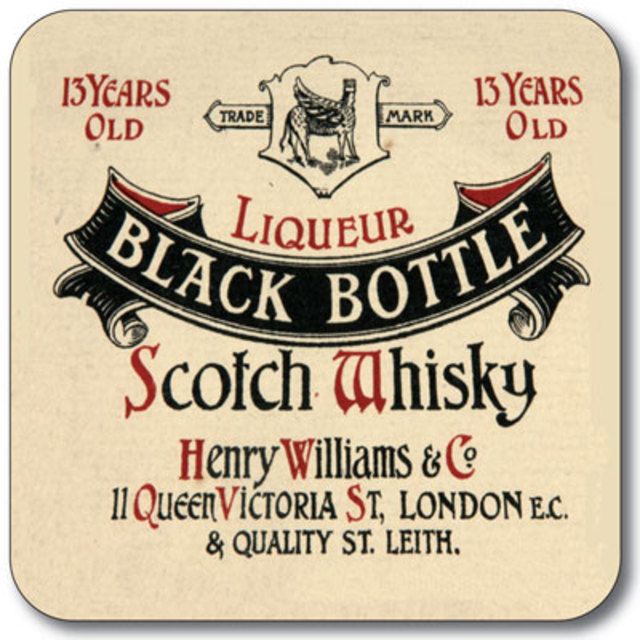 13 YEARS OLD
TRADE MARK
13 YEARS OLD
LIQUEUR
BLACK BOTTLE
Scotch Whisky
Henry Williams & Co
11 QUEEN VICTORIA ST, LONDON E.C.
& QUALITY ST. LEITH.